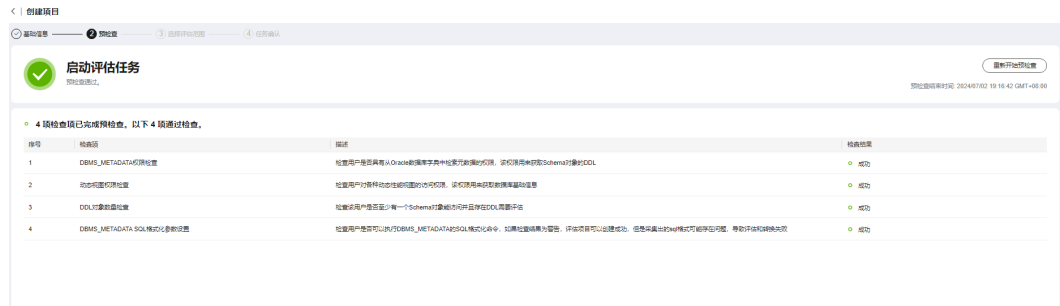 创建项目
基础信息 2 预检查 3 选择评估范围 4 任务确认
启动评估任务
预检查通过。
重新开始预检查
预检查结束时间: 2024/07/02 19:16:42 GMT+08:00
4 项检查项已完成预检查。以下 4 项通过检查。
序号 检查项 描述 检查结果
1 DBMS_METADATA权限检查 检查用户是否具有从Oracle数据库字典中检索元数据的权限，该权限用来获取Schema对象的DDL 成功
2 动态视图权限检查 检查用户对各种动态性能视图的访问权限，该权限用来获取数据库基础信息 成功
3 DDL对象数量检查 检查该用户是否至少有一个Schema对象能访问并且存在DDL需要评估 成功
4 DBMS_METADATA SQL格式化参数设置 检查用户是否可以执行DBMS_METADATA的SQL格式化命令，如果检查结果为警告，评估项目可以创建成功，但是采集出的sql格式可能存在问题，导致评估和转换失败 成功